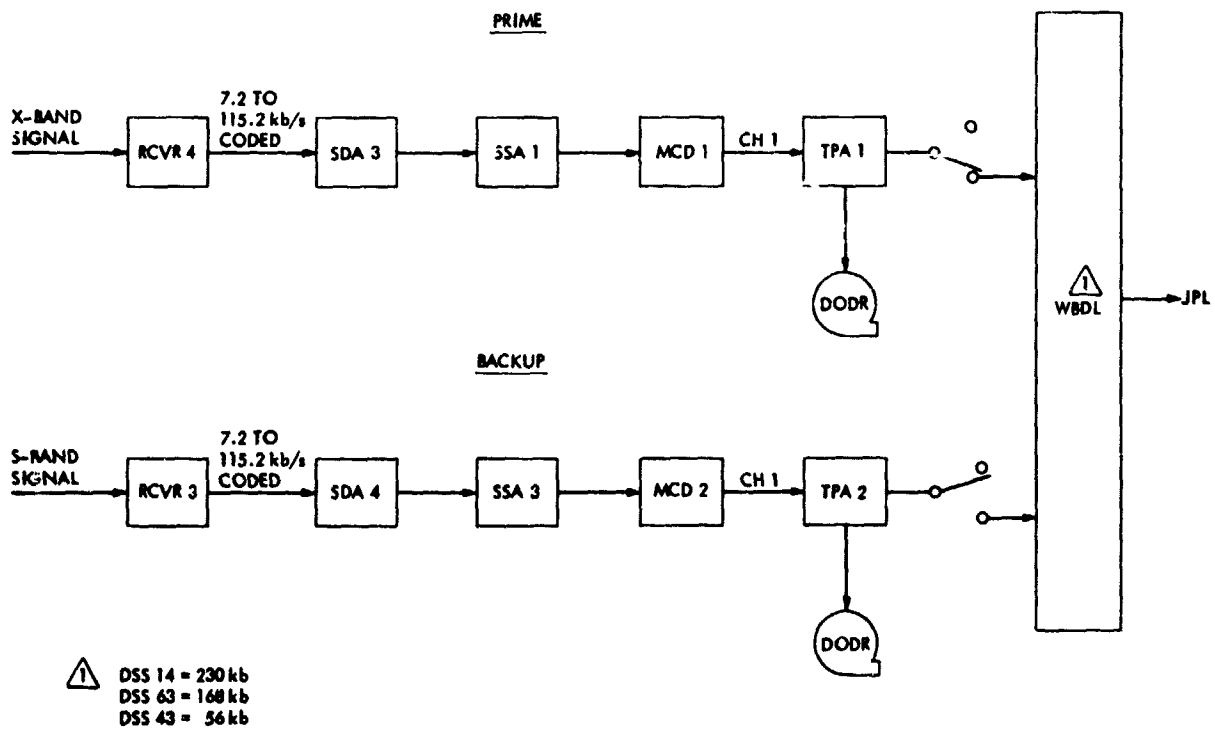 PRIME
X-BAND
SIGNAL
RCVR 4
7.2 TO
115.2 kb/s
CODED
SDA 3
SSA 1
MCD 1
CH 1
TPA 1
DODR
1
WBDL
JPL
BACKUP
S-BAND
SIGNAL
RCVR 3
7.2 TO
115.2 kb/s
CODED
SDA 4
SSA 3
MCD 2
CH 1
TPA 2
DODR
1 DSS 14 = 230 kb
DSS 63 = 168 kb
DSS 43 = 56 kb